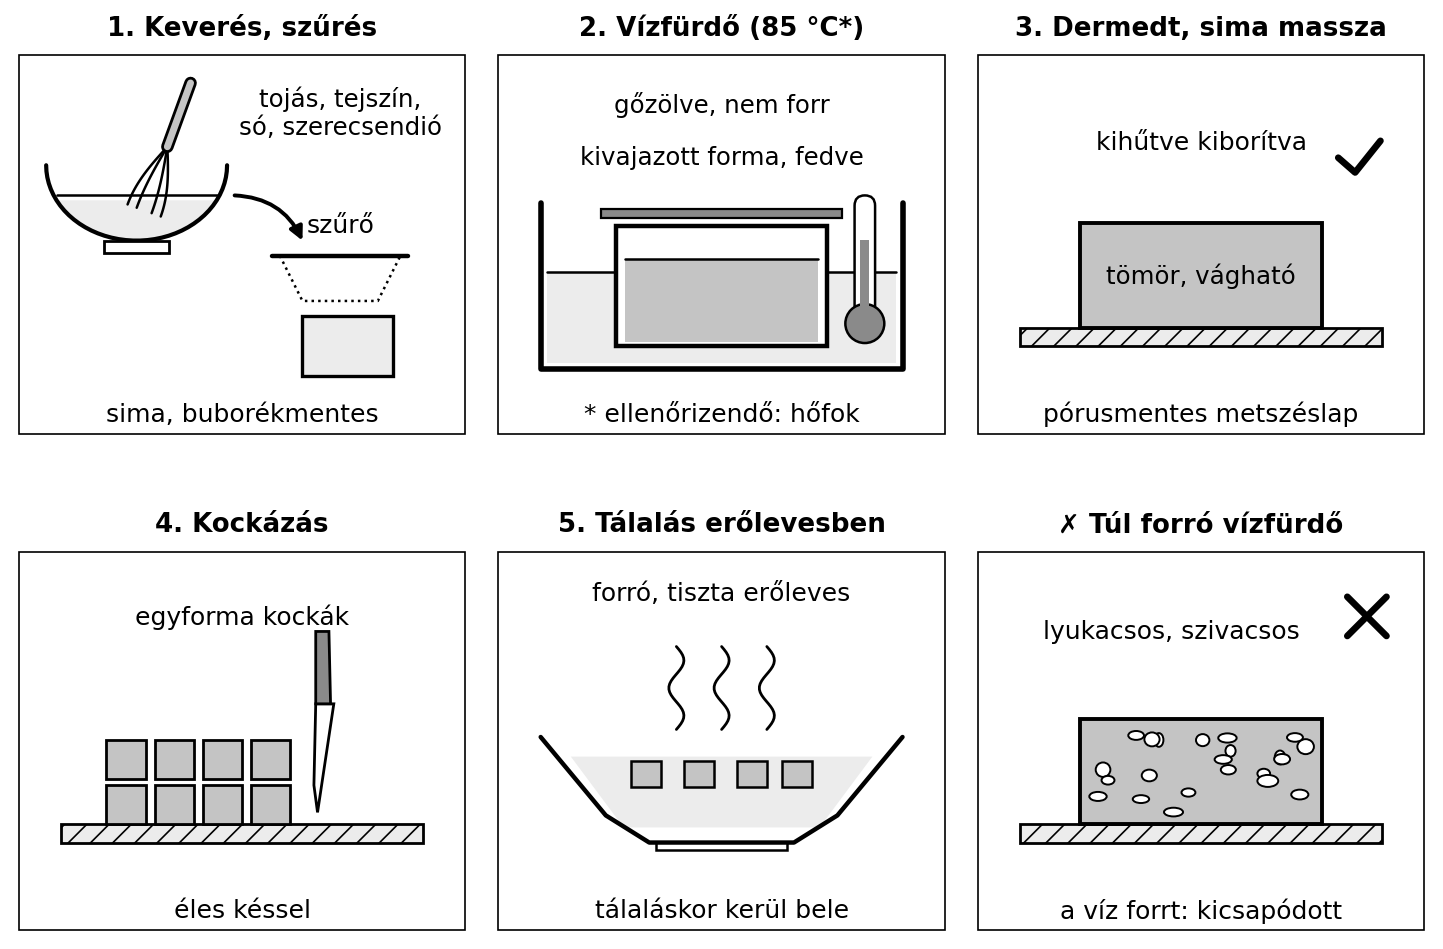 1. Keverés, szűrés
tojás, tejszín,
só, szerecsendió
szűrő
sima, buborékmentes
2. Vízfürdő (85 °C*)
gőzölve, nem forr
kivajazott forma, fedve
* ellenőrizendő: hőfok
3. Dermedt, sima massza
kihűtve kiborítva
tömör, vágható
pórusmentes metszéslap
4. Kockázás
egyforma kockák
éles késsel
5. Tálalás erőlevesben
forró, tiszta erőleves
tálaláskor kerül bele
✗ Túl forró vízfürdő
lyukacsos, szivacsos
a víz forrt: kicsapódott